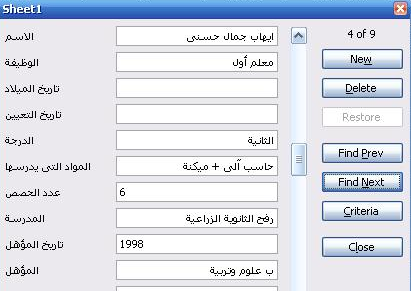 Sheet1
4 of 9
الاسم
ايهاب جمال حسنى
New
الوظيفة
معلم أول
Delete
تاريخ الميلاد
Restore
تاريخ التعيين
الدرجة
الثانية
Find Prev
المواد التى يدرسها
حاسب آلى + ميكنة
Find Next
عدد الحصص
6
Criteria
المدرسة
رفح الثانوية الزراعية
Close
تاريخ المؤهل
1998
المؤهل
ب علوم وتربية